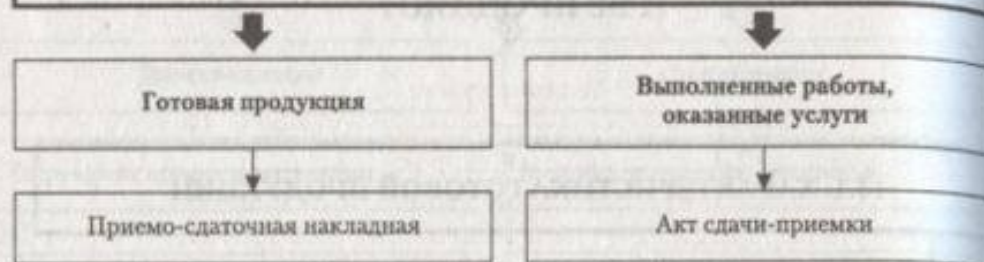 Готовая продукция
Выполненные работы,
оказанные услуги
Приемо-сдаточная накладная
Акт сдачи-приемки